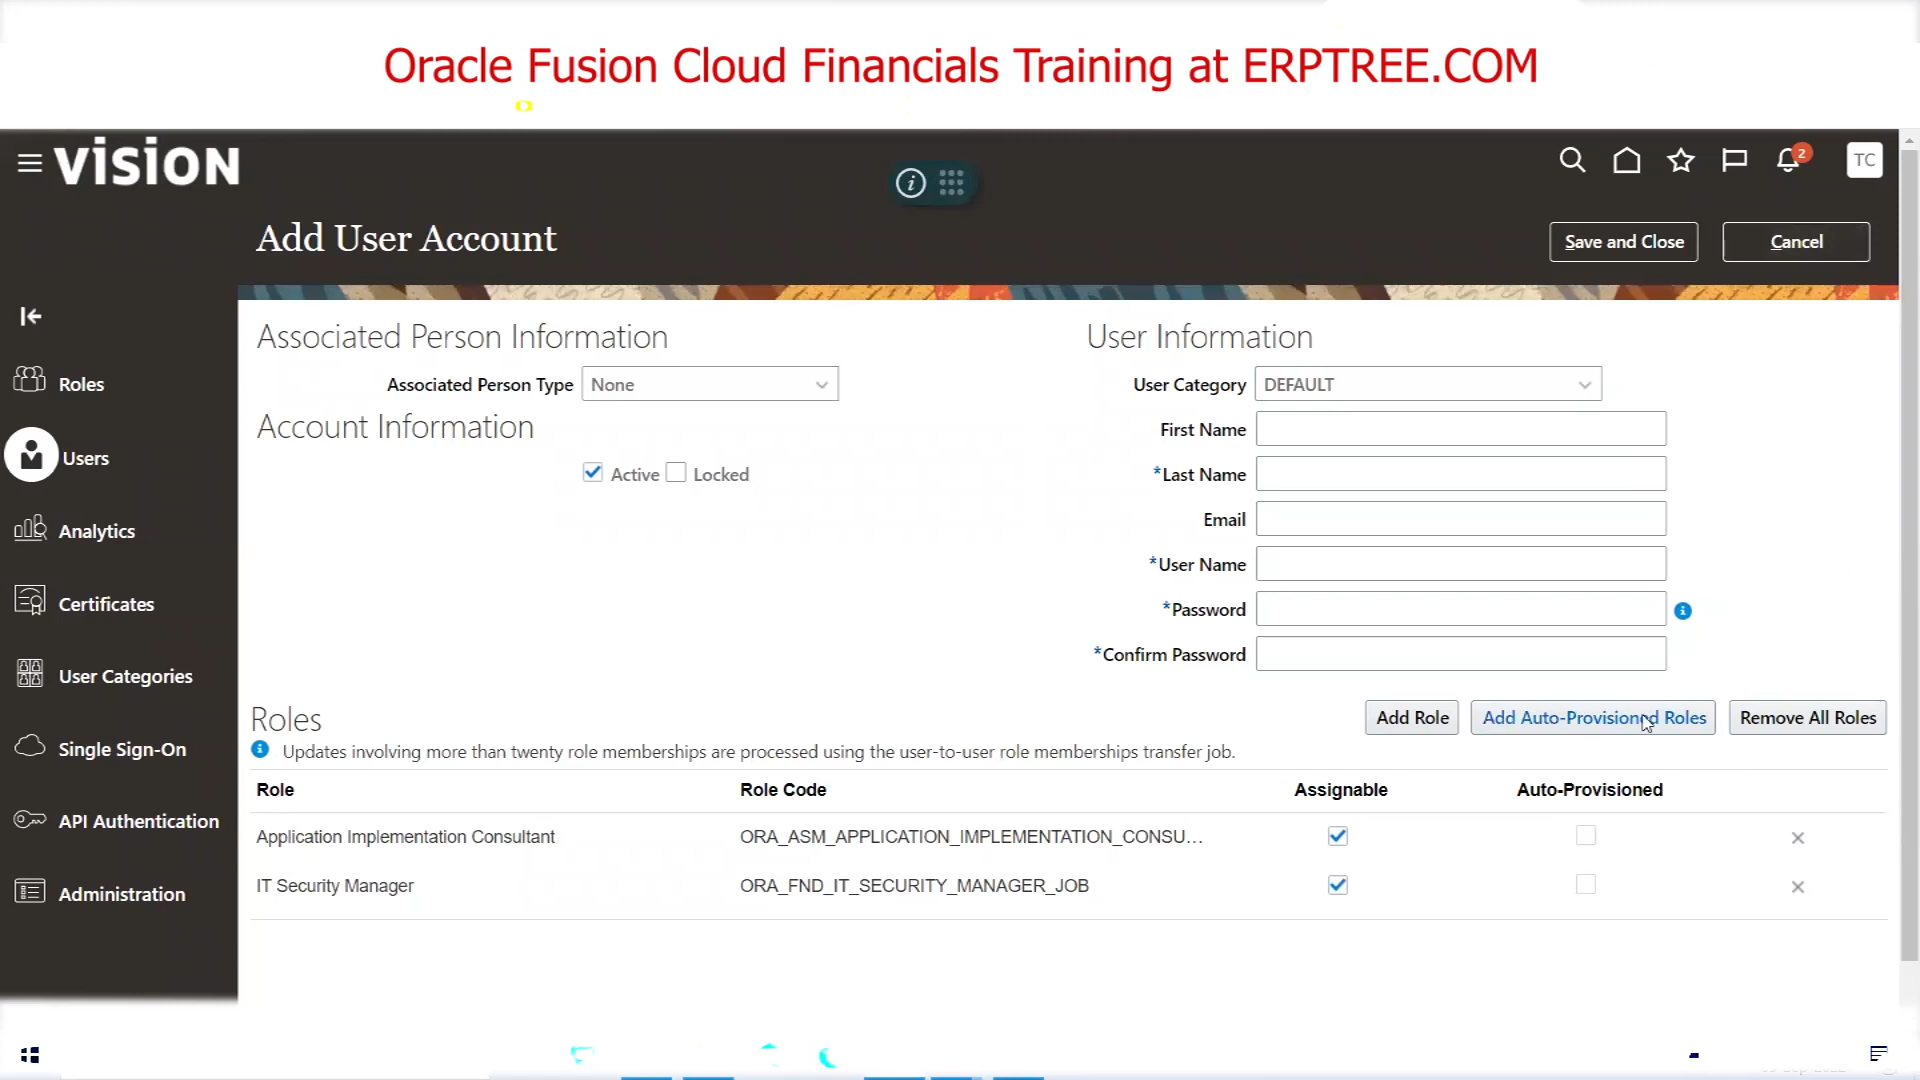 Oracle Fusion Cloud Financials Training at ERPTREE.COM
vision
2
TC
Add User Account
Save and Close
Cancel
Associated Person Information
User Information
Associated Person Type
None
User Category
DEFAULT
Account Information
First Name
Active
Locked
*Last Name
Email
*User Name
*Password
*Confirm Password
Roles
Users
Analytics
Certificates
User Categories
Single Sign-On
API Authentication
Administration
Roles
Add Role
Add Auto-Provisioned Roles
Remove All Roles
Updates involving more than twenty role memberships are processed using the user-to-user role memberships transfer job.
Role Role Code Assignable Auto-Provisioned
Application Implementation Consultant ORA_ASM_APPLICATION_IMPLEMENTATION_CONSU...
IT Security Manager ORA_FND_IT_SECURITY_MANAGER_JOB